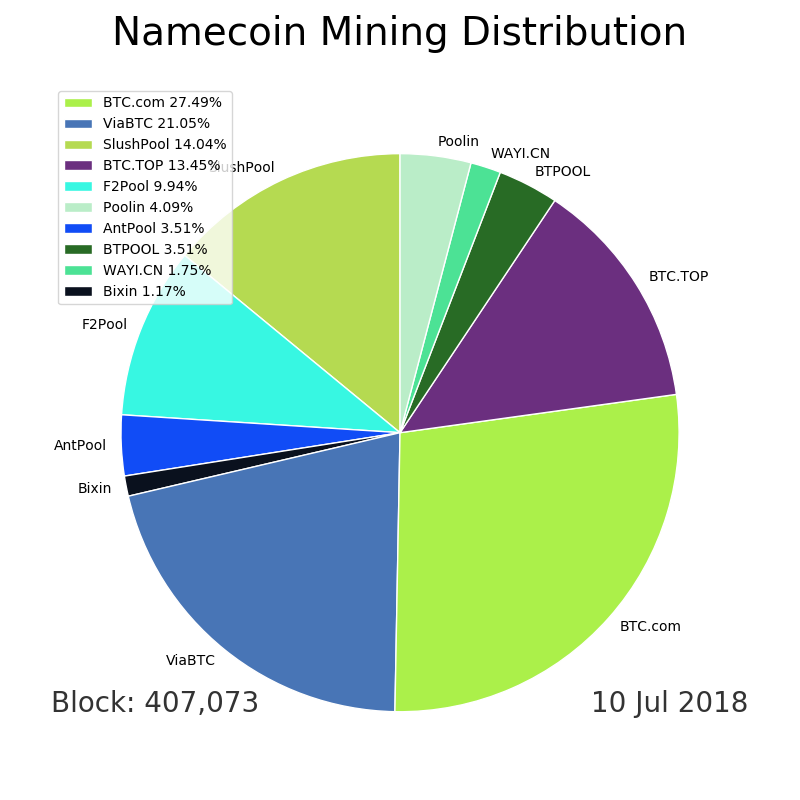 Namecoin Mining Distribution
BTC.com 27.49%
ViaBTC 21.05%
SlushPool 14.04%
BTC.TOP 13.45%
F2Pool 9.94%
Poolin 4.09%
AntPool 3.51%
BTPOOL 3.51%
WAYI.CN 1.75%
Bixin 1.17%
Poolin
WAYI.CN
BTPOOL
SlushPool
BTC.TOP
F2Pool
AntPool
Bixin
BTC.com
ViaBTC
Block: 407,073
10 Jul 2018